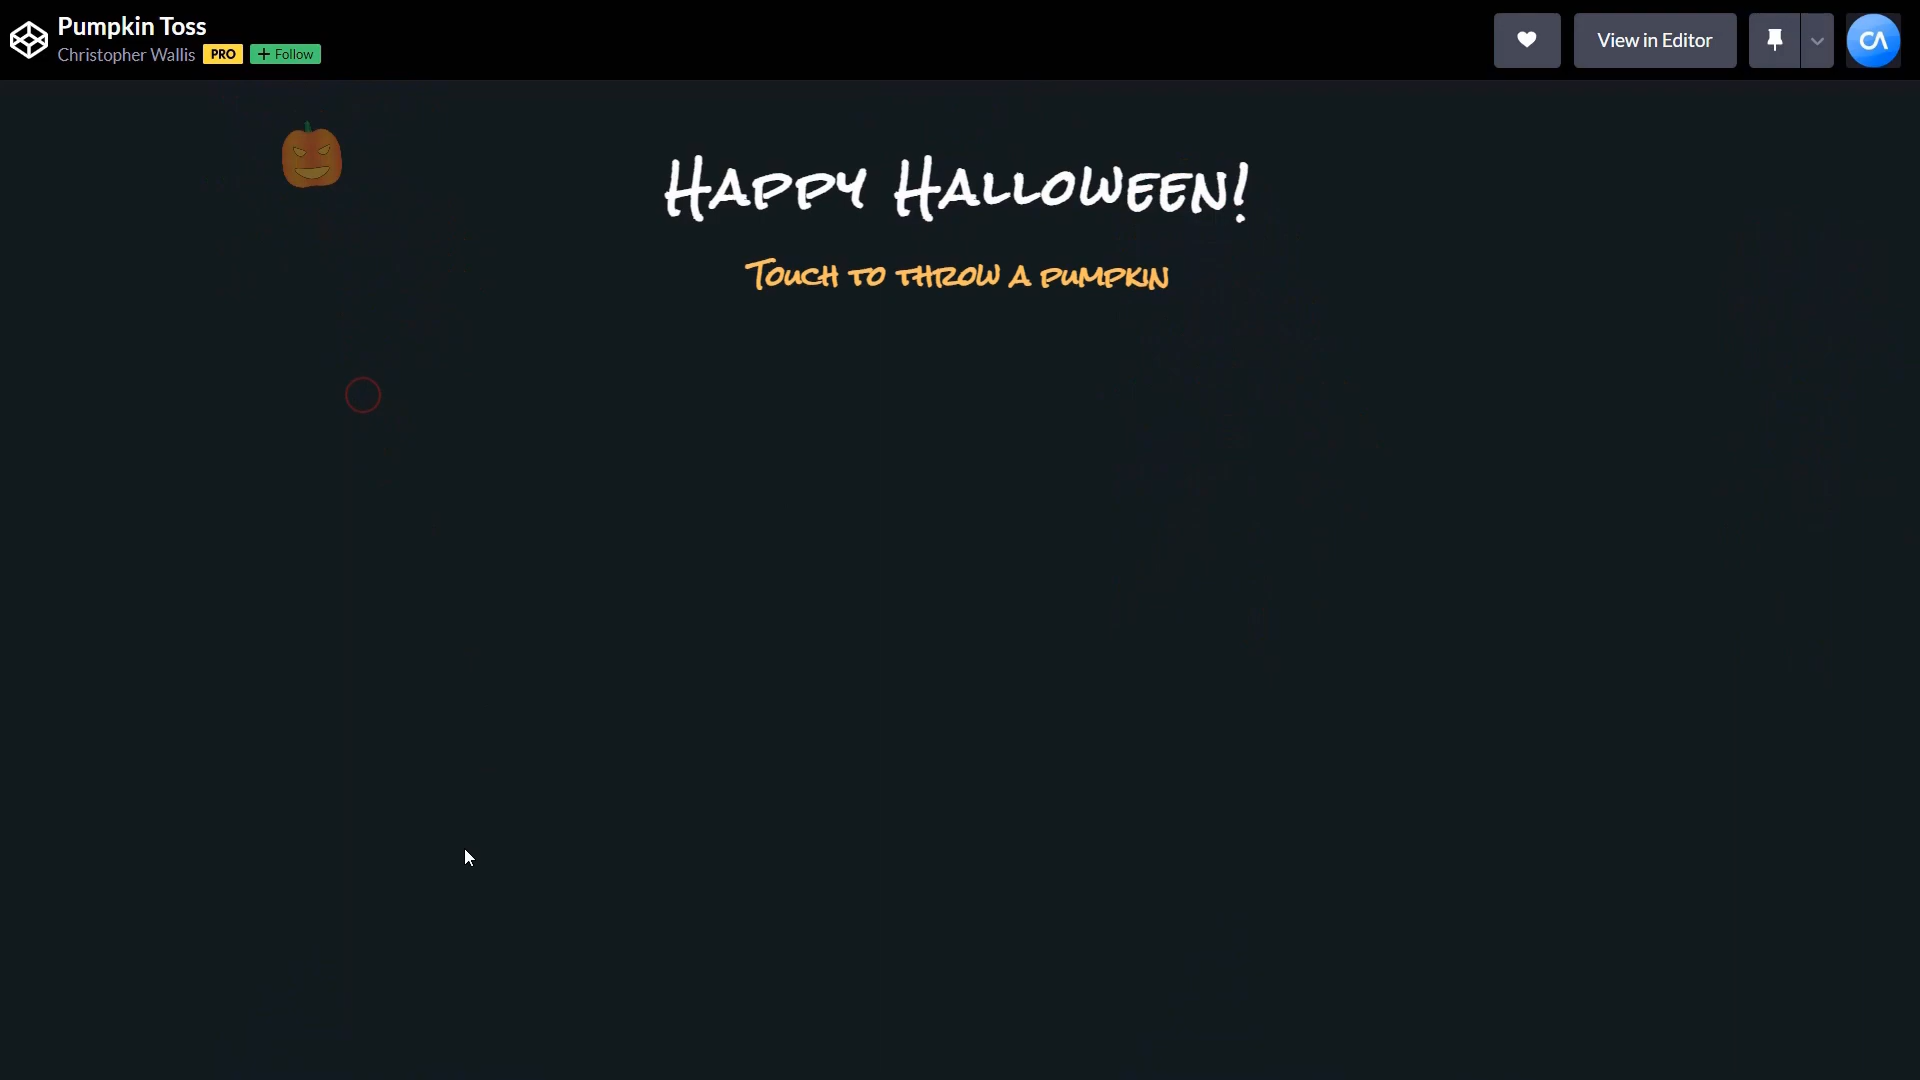 Pumpkin Toss
Christopher Wallis PRO + Follow
View in Editor
Happy Halloween!
Touch to throw a pumpkin